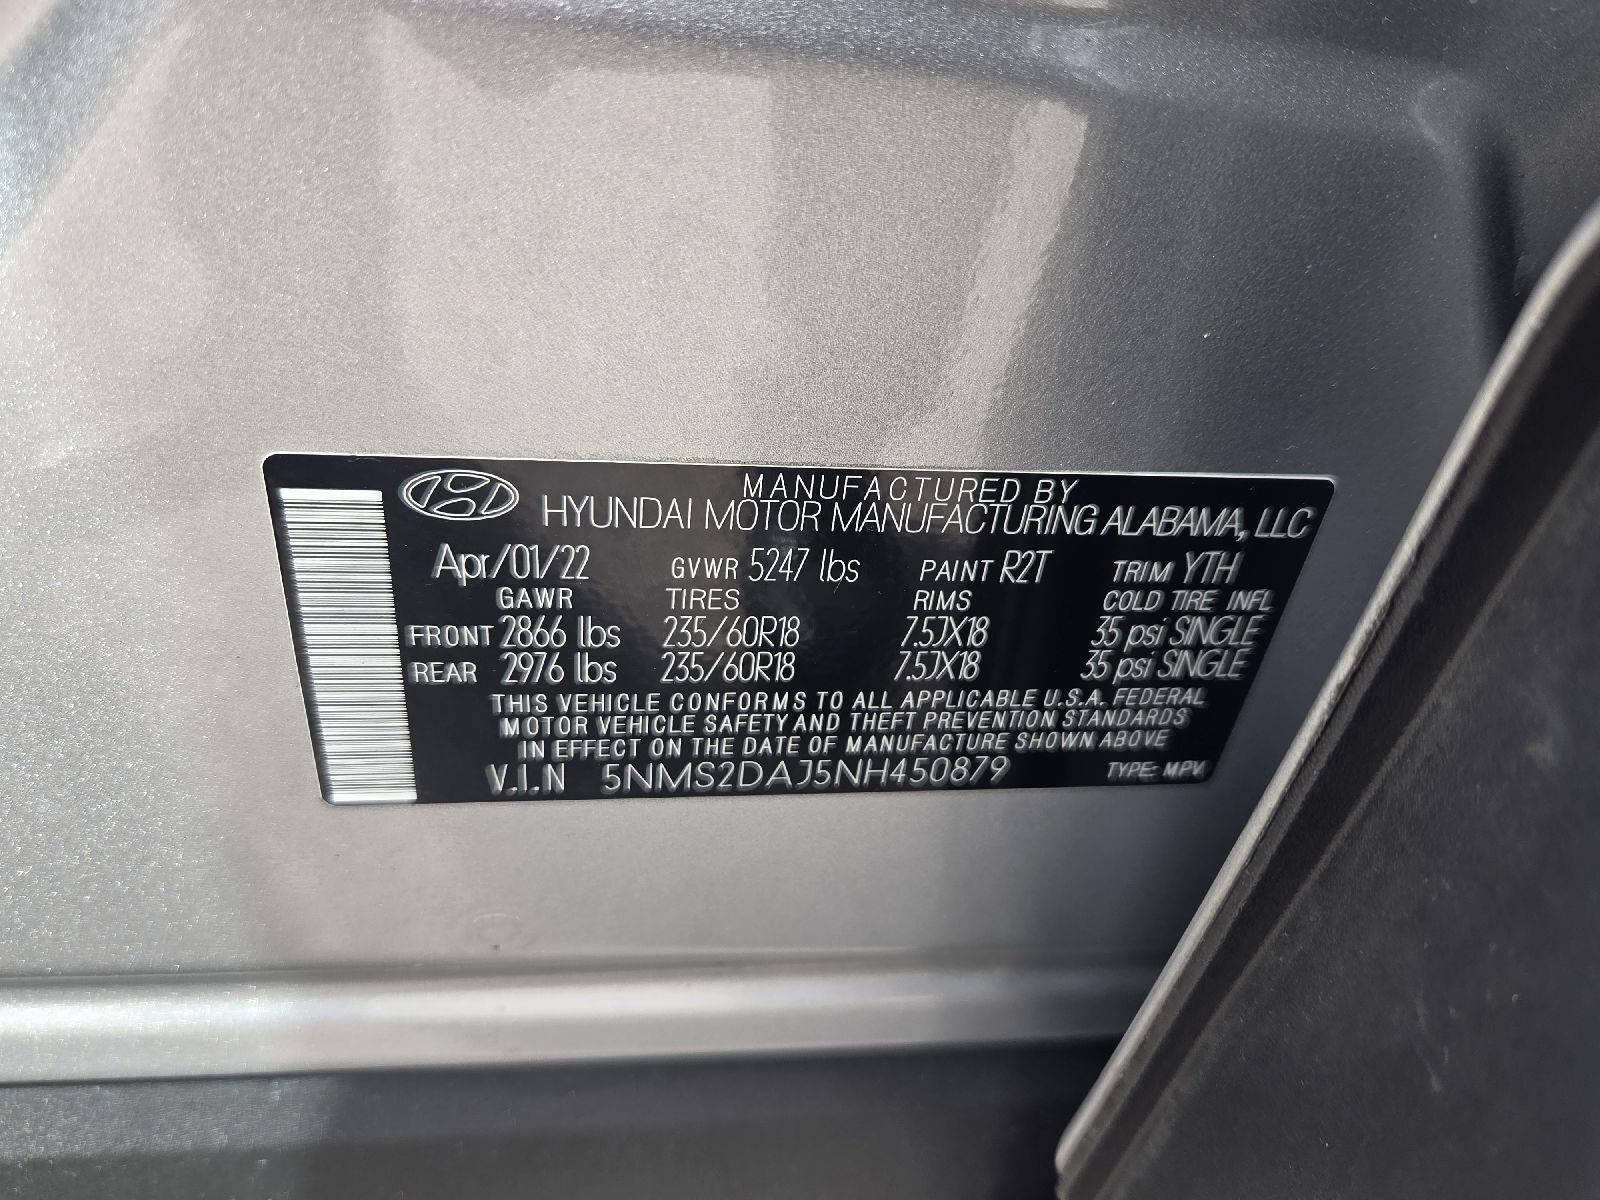 MANUFACTURED BY
HYUNDAI MOTOR MANUFACTURING ALABAMA, LLC
Apr/01/22 GVWR 5247 lbs PAINT R2T TRIM YTH
GAWR TIRES RIMS COLD TIRE INFL
FRONT 2866 lbs 235/60R18 7.5JX18 35 psi SINGLE
REAR 2976 lbs 235/60R18 7.5JX18 35 psi SINGLE
THIS VEHICLE CONFORMS TO ALL APPLICABLE U.S.A. FEDERAL
MOTOR VEHICLE SAFETY AND THEFT PREVENTION STANDARDS
IN EFFECT ON THE DATE OF MANUFACTURE SHOWN ABOVE
V.I.N 5NMS2DAJ5NH450879 TYPE: MPV